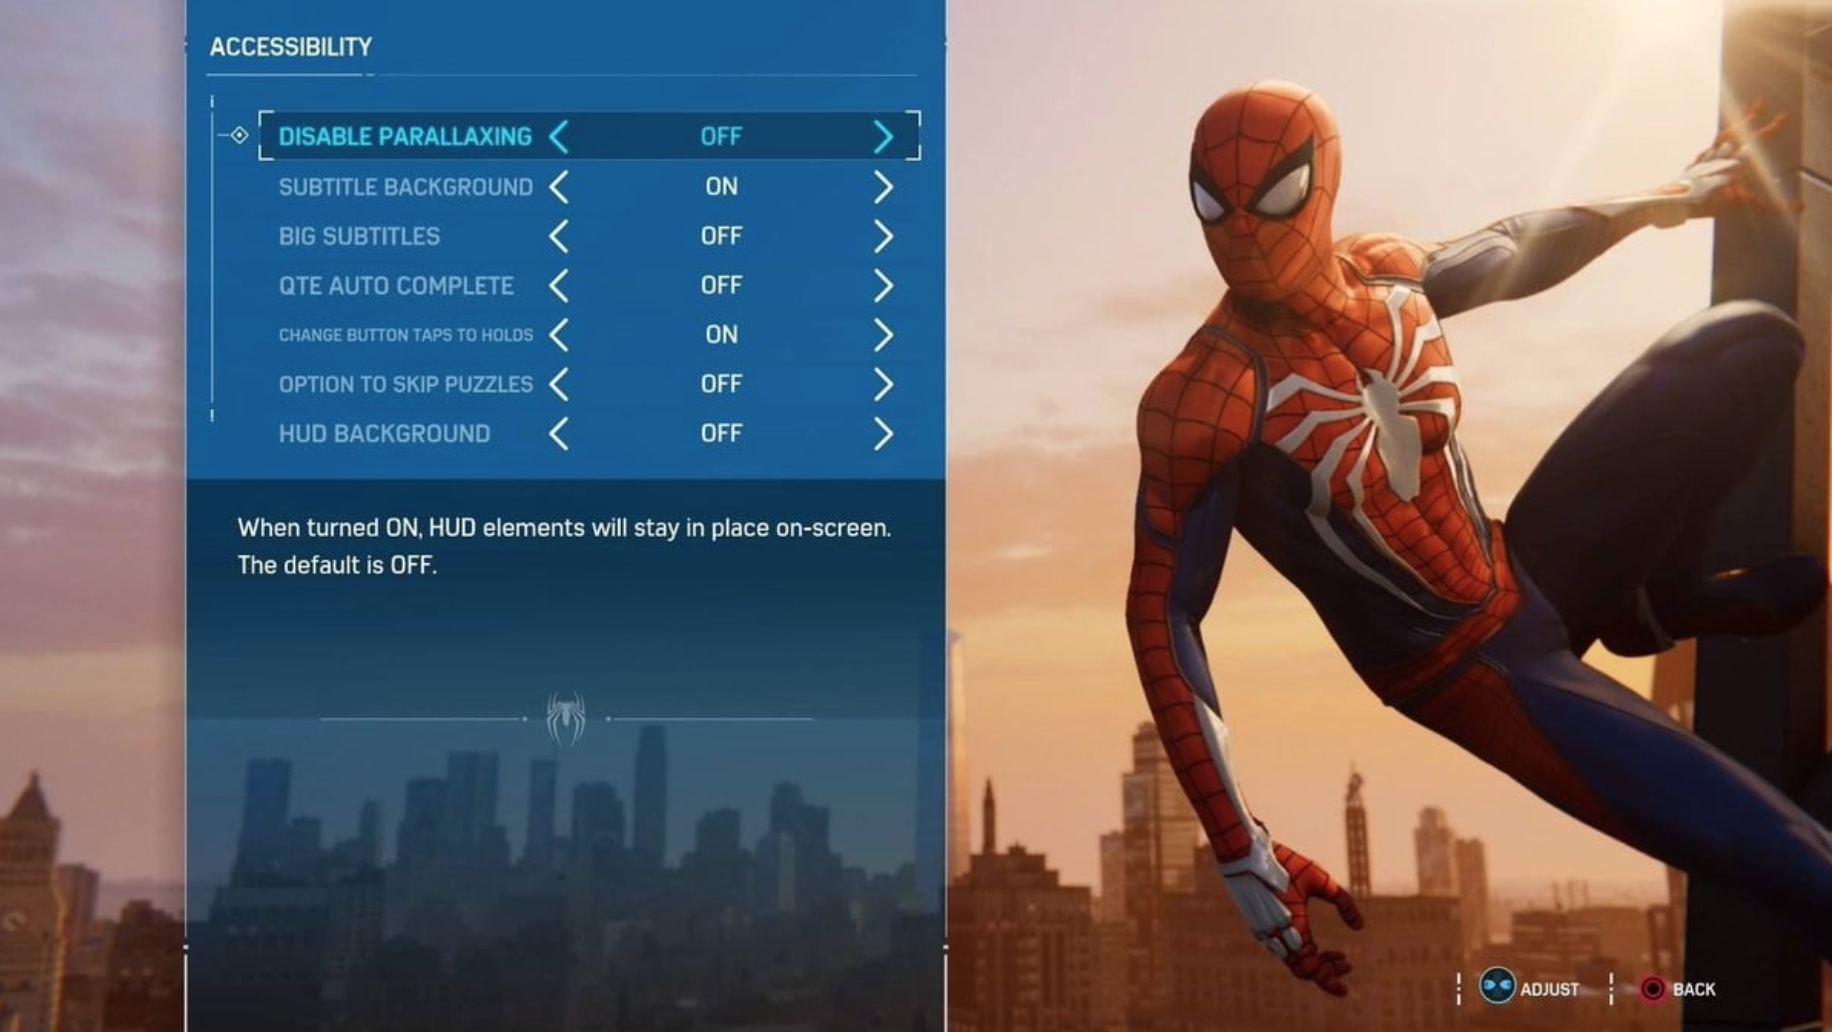 ACCESSIBILITY
DISABLE PARALLAXING OFF
SUBTITLE BACKGROUND ON
BIG SUBTITLES OFF
QTE AUTO COMPLETE OFF
CHANGE BUTTON TAPS TO HOLDS ON
OPTION TO SKIP PUZZLES OFF
HUD BACKGROUND OFF
When turned ON, HUD elements will stay in place on-screen.
The default is OFF.
ADJUST BACK